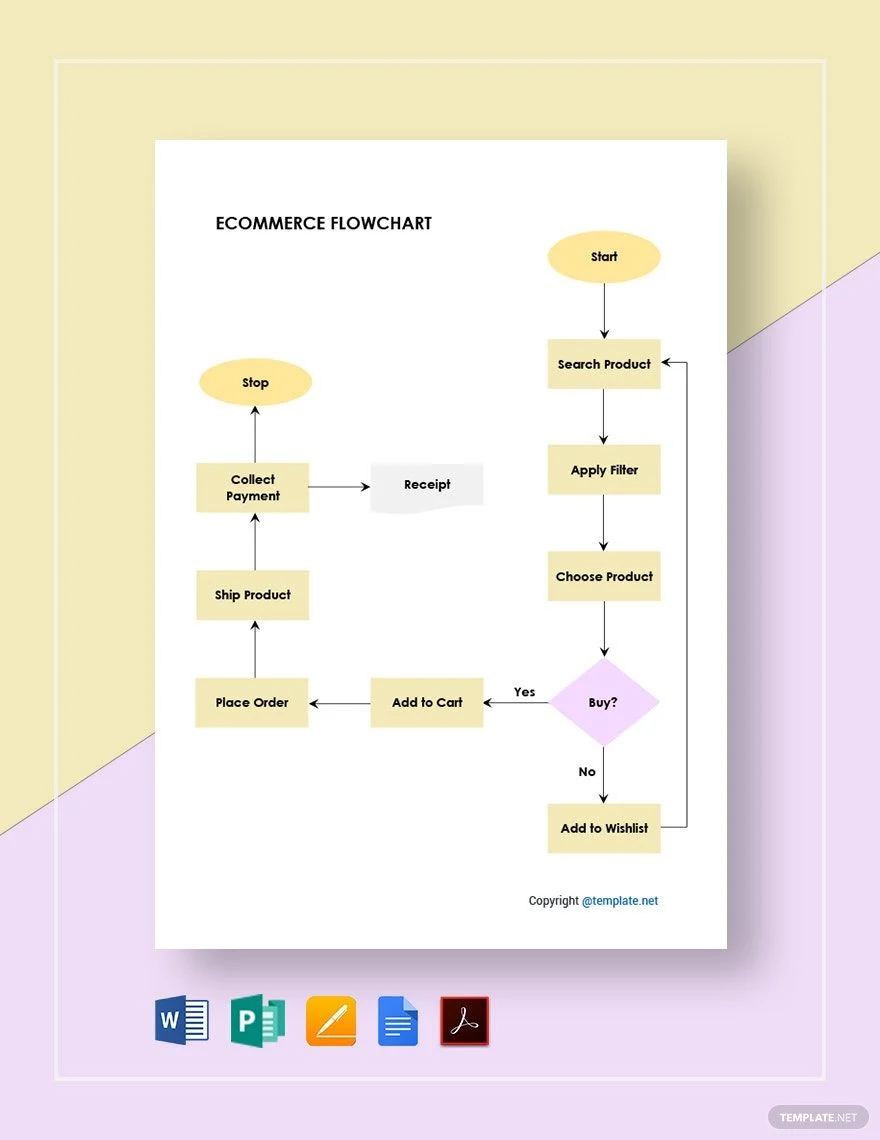 ECOMMERCE FLOWCHART
Start
Search Product
Apply Filter
Choose Product
Buy?
Yes
No
Add to Wishlist
Add to Cart
Place Order
Ship Product
Collect
Payment
Receipt
Stop
Copyright @template.net
W
P
TEMPLATE.NET